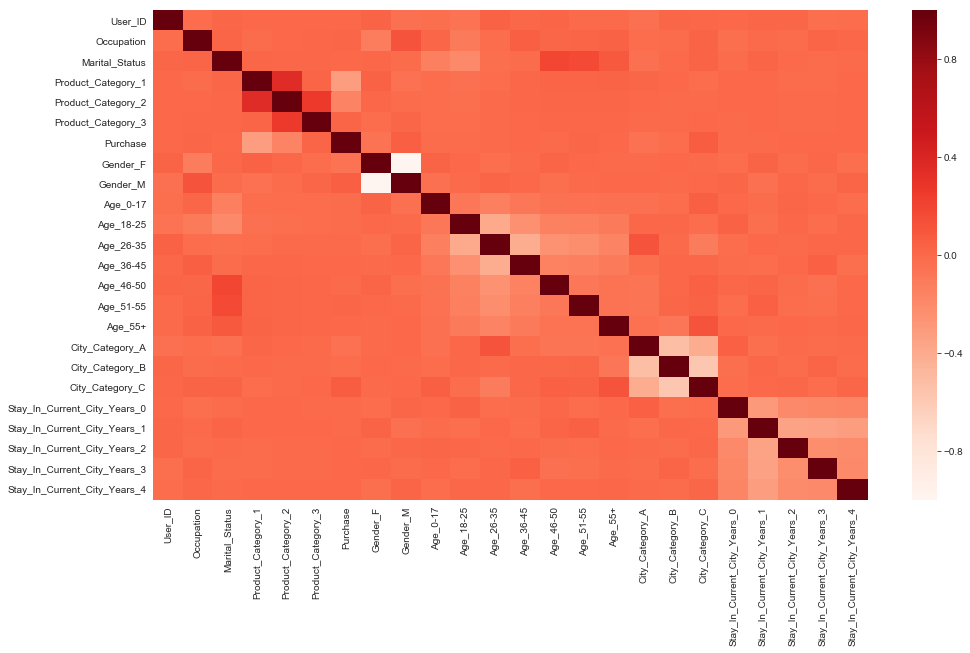 User_ID
Occupation
Marital_Status
Product_Category_1
Product_Category_2
Product_Category_3
Purchase
Gender_F
Gender_M
Age_0-17
Age_18-25
Age_26-35
Age_36-45
Age_46-50
Age_51-55
Age_55+
City_Category_A
City_Category_B
City_Category_C
Stay_In_Current_City_Years_0
Stay_In_Current_City_Years_1
Stay_In_Current_City_Years_2
Stay_In_Current_City_Years_3
Stay_In_Current_City_Years_4
User_ID
Occupation
Marital_Status
Product_Category_1
Product_Category_2
Product_Category_3
Purchase
Gender_F
Gender_M
Age_0-17
Age_18-25
Age_26-35
Age_36-45
Age_46-50
Age_51-55
Age_55+
City_Category_A
City_Category_B
City_Category_C
Stay_In_Current_City_Years_0
Stay_In_Current_City_Years_1
Stay_In_Current_City_Years_2
Stay_In_Current_City_Years_3
Stay_In_Current_City_Years_4
0.8
0.4
0.0
−0.4
−0.8